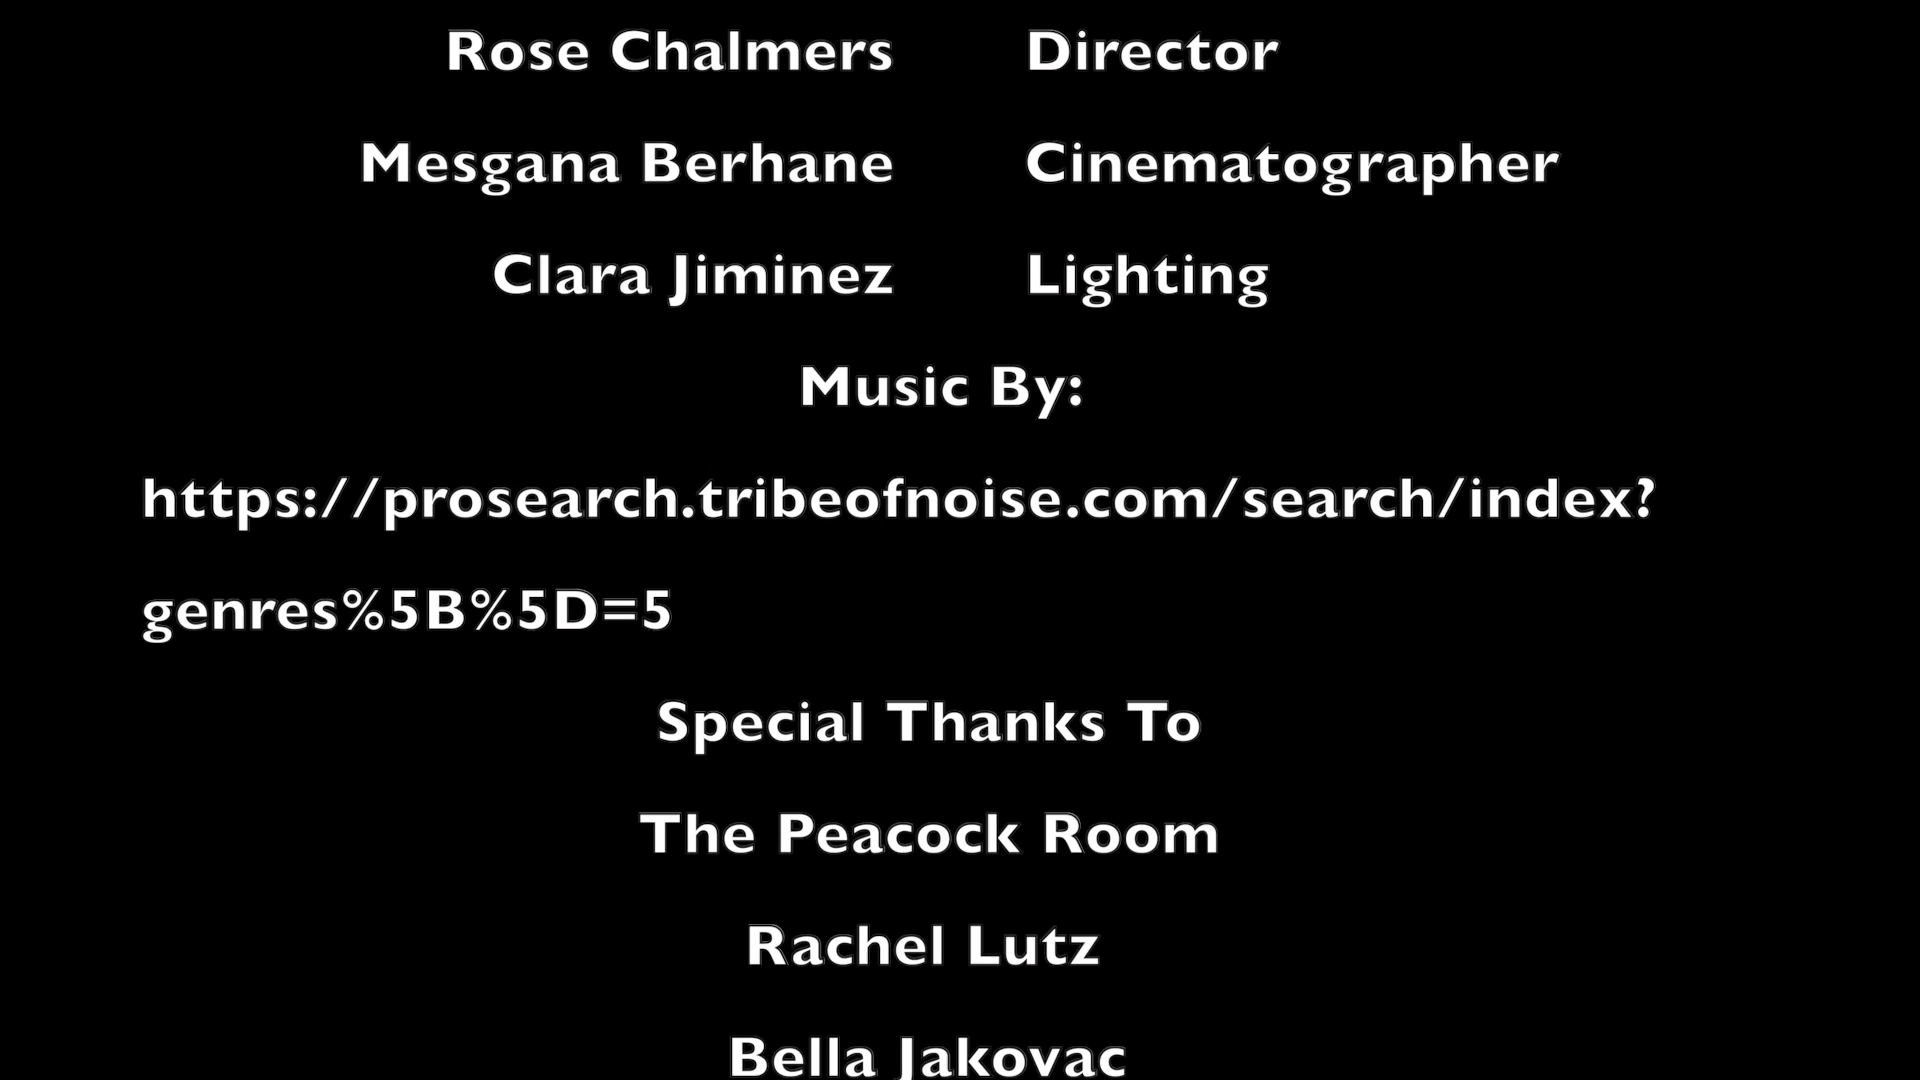 Rose Chalmers Director
Mesgana Berhane Cinematographer
Clara Jiminez Lighting
Music By:
https://prosearch.tribeofnoise.com/search/index?
genres%5B%5D=5
Special Thanks To
The Peacock Room
Rachel Lutz
Bella Jakovac